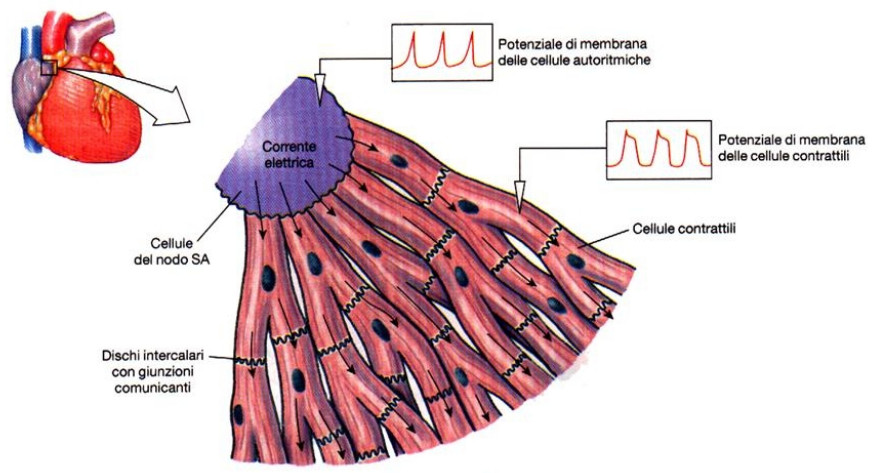 Potenziale di membrana
delle cellule autoritmiche
Potenziale di membrana
delle cellule contrattili
Corrente
elettrica
Cellule contrattili
Cellule
del nodo SA
Dischi intercalari
con giunzioni
comunicanti